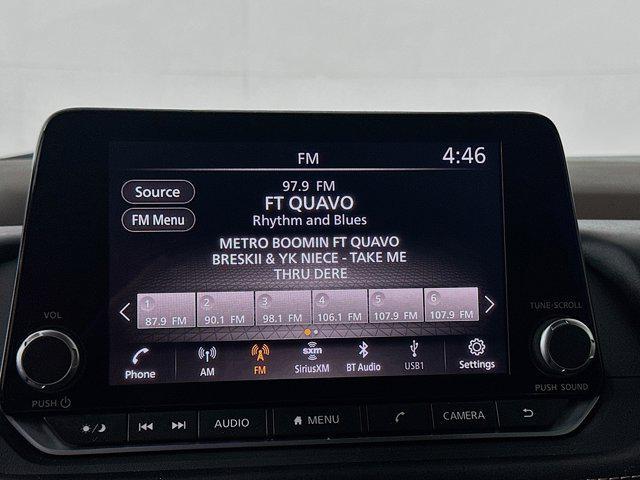 FM
4:46
Source
97.9 FM
FT QUAVO
FM Menu
Rhythm and Blues
METRO BOOMIN FT QUAVO
BRESKII & YK NIECE - TAKE ME
THRU DERE
1 2 3 4 5 6
87.9 FM 90.1 FM 98.1 FM 106.1 FM 107.9 FM 107.9 FM
sxm
Phone AM FM SiriusXM BT Audio USB1 Settings
VOL
PUSH
TUNE·SCROLL
PUSH SOUND
AUDIO MENU CAMERA